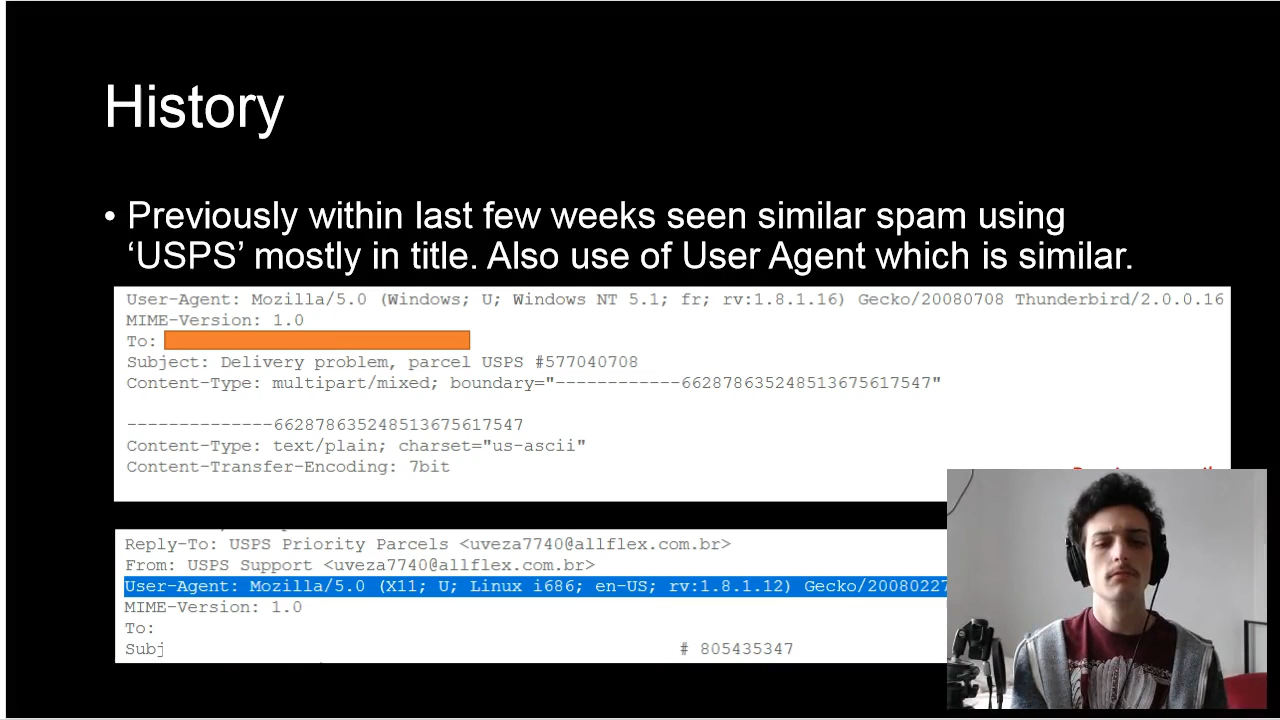 History
• Previously within last few weeks seen similar spam using
‘USPS’ mostly in title. Also use of User Agent which is similar.
User-Agent: Mozilla/5.0 (Windows; U; Windows NT 5.1; fr; rv:1.8.1.16) Gecko/20080708 Thunderbird/2.0.0.16
MIME-Version: 1.0
To:
Subject: Delivery problem, parcel USPS #577040708
Content-Type: multipart/mixed; boundary="------------662878635248513675617547"
--------------662878635248513675617547
Content-Type: text/plain; charset="us-ascii"
Content-Transfer-Encoding: 7bit
Reply-To: USPS Priority Parcels <uveza7740@allflex.com.br>
From: USPS Support <uveza7740@allflex.com.br>
User-Agent: Mozilla/5.0 (X11; U; Linux i686; en-US; rv:1.8.1.12) Gecko/20080227
MIME-Version: 1.0
To:
Subj # 805435347